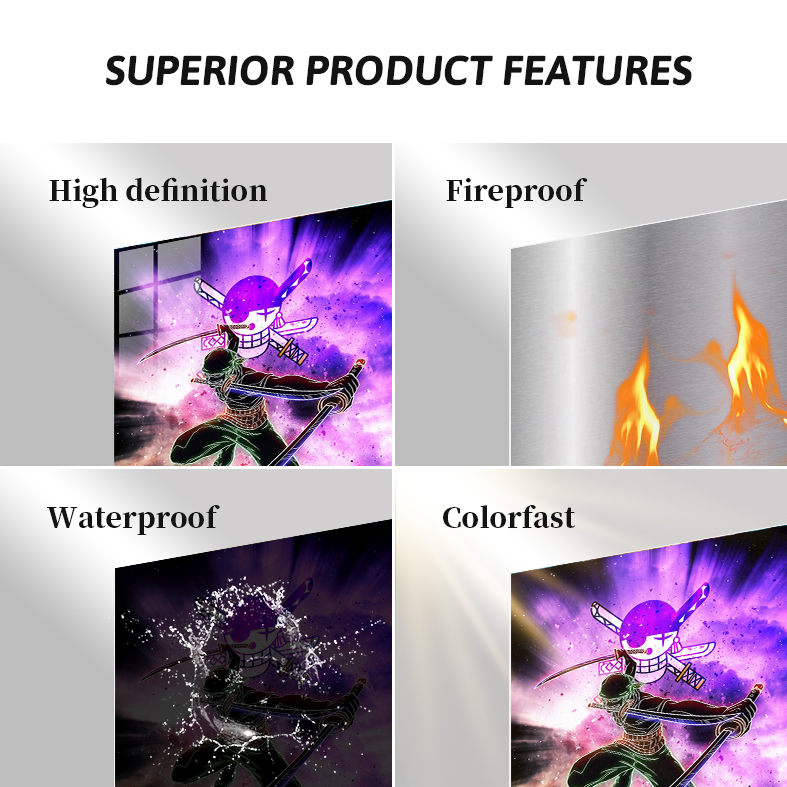 SUPERIOR PRODUCT FEATURES
High definition
Fireproof
Waterproof
Colorfast